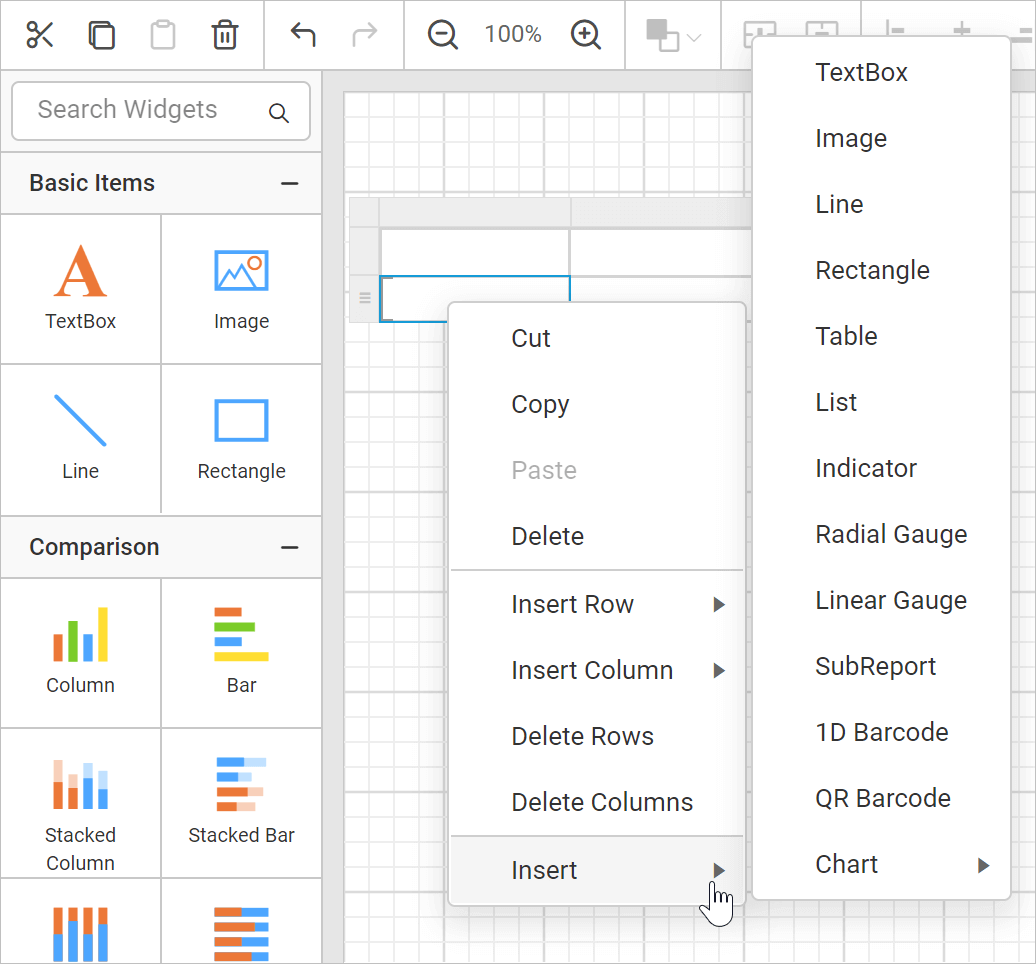 100%
Search Widgets
Basic Items
TextBox
Image
Line
Rectangle
Comparison
Column
Bar
Stacked
Column
Stacked Bar
Cut
Copy
Paste
Delete
Insert Row
Insert Column
Delete Rows
Delete Columns
Insert
TextBox
Image
Line
Rectangle
Table
List
Indicator
Radial Gauge
Linear Gauge
SubReport
1D Barcode
QR Barcode
Chart